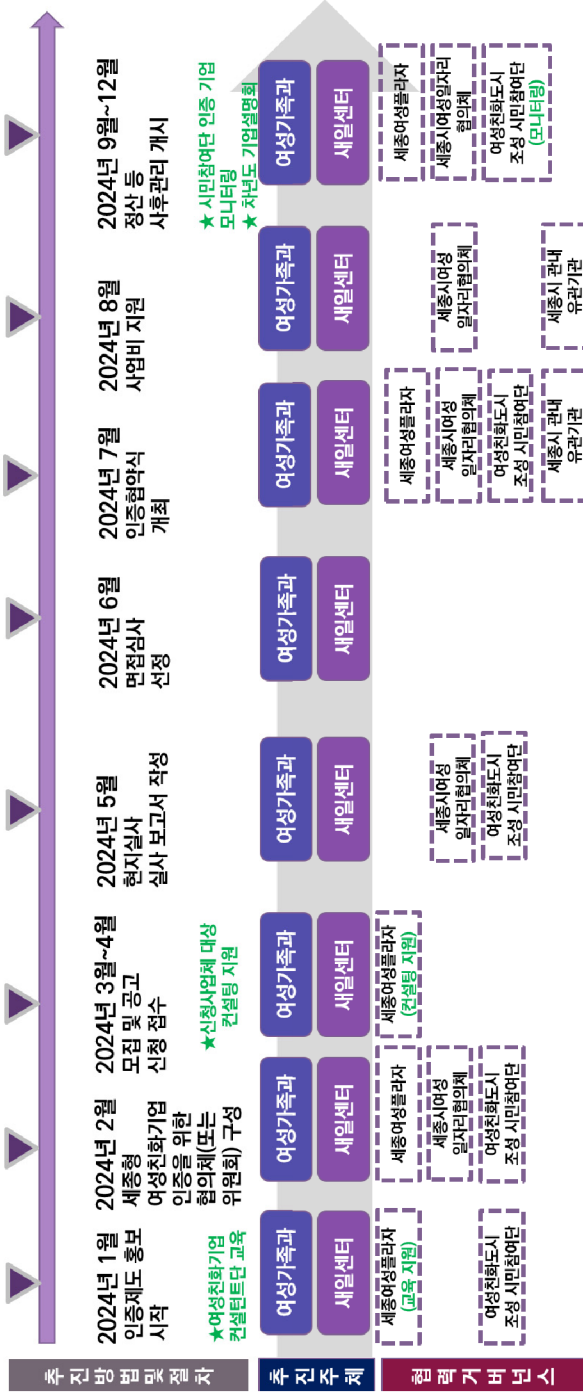 추진방법및절차
2024년 1월
인증제도 홍보
시작
★여성친화기업
컨설턴트단 교육
2024년 2월
세종형
여성친화기업
인증을 위한
협의체(또는
위원회) 구성
2024년 3월~4월
모집 및 공고
신청 접수
★신청사업체 대상
컨설팅 지원
2024년 5월
현지실사
실사 보고서 작성
2024년 6월
면접심사
선정
2024년 7월
인증협약식
개최
2024년 8월
사업비 지원
2024년 9월~12월
정산 등
사후관리 개시
★ 시민참여단 인증 기업
모니터링
★ 차년도 기업설명회
추진주체
여성가족과
새일센터
여성가족과
새일센터
여성가족과
새일센터
여성가족과
새일센터
여성가족과
새일센터
여성가족과
새일센터
여성가족과
새일센터
여성가족과
새일센터
협력거버넌스
세종여성플라자
(교육 지원)
여성친화도시
조성 시민참여단
세종여성플라자
세종시여성
일자리협의체
여성친화도시
조성 시민참여단
세종여성플라자
(컨설팅 지원)
세종시여성
일자리협의체
여성친화도시
조성 시민참여단
세종여성플라자
세종시여성
일자리협의체
여성친화도시
조성 시민참여단
세종시 관내
유관기관
세종시여성
일자리협의체
세종시 관내
유관기관
세종여성플라자
세종시여성일자리
협의체
여성친화도시
조성 시민참여단
(모니터링)